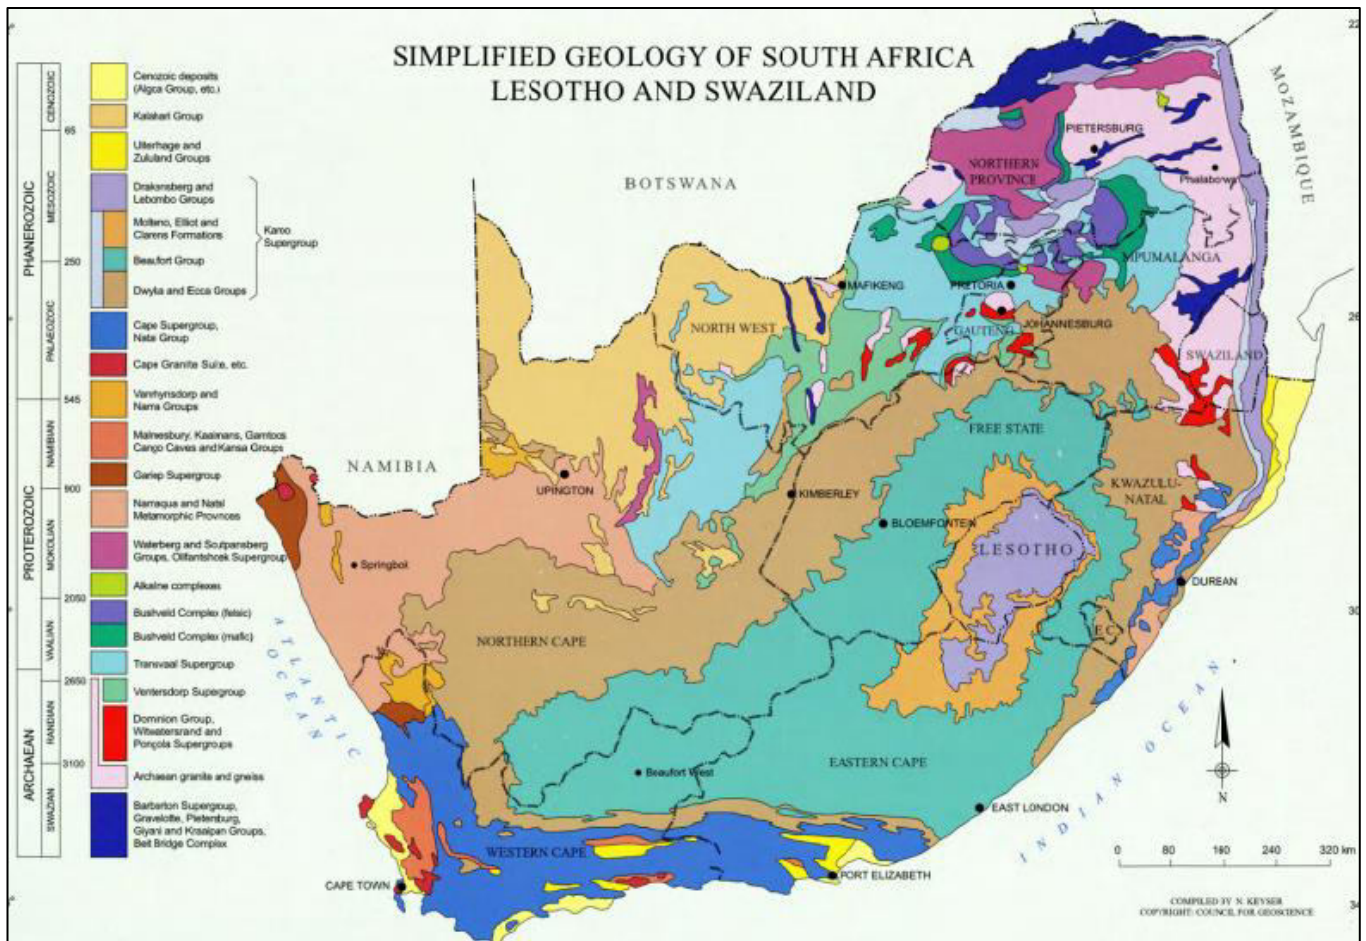 SIMPLIFIED GEOLOGY OF SOUTH AFRICA
LESOTHO AND SWAZILAND
CENOZOIC
MESOZOIC
PALAEOZOIC
NAMIBIAN
MOKOLIAN
VAALIAN
RANDIAN
SWAZIAN
PHANEROZOIC
PROTEROZOIC
ARCHAEAN
65
250
545
900
2050
2650
3100
Cenozoic deposits
(Algoa Group, etc.)
Kalahari Group
Uitenhage and
Zululand Groups
Drakensberg and
Lebombo Groups
Molteno, Elliot and
Clarens Formations
Karoo
Supergroup
Beaufort Group
Dwyka and Ecca Groups
Cape Supergroup,
Natal Group
Cape Granite Suite, etc.
Vanrhynsdorp and
Nama Groups
Malmesbury, Kaaimans, Gamtoos
Cango Caves and Kansa Groups
Gariep Supergroup
Namaqua and Natal
Metamorphic Provinces
Waterberg and Soutpansberg
Groups, Olifantshoek Supergroup
Alkaline complexes
Bushveld Complex (felsic)
Bushveld Complex (mafic)
Transvaal Supergroup
Ventersdorp Supergroup
Dominion Group,
Witwatersrand and
Pongola Supergroups
Archaean granite and gneiss
Barberton Supergroup,
Gravelotte, Pietersburg,
Giyani and Kraaipan Groups,
Beit Bridge Complex
BOTSWANA
NAMIBIA
MOZAMBIQUE
PIETERSBURG
NORTHERN
PROVINCE
Phalaborwa
MPUMALANGA
MAFIKENG
PRETORIA
GAUTENG
JOHANNESBURG
NORTH WEST
SWAZILAND
FREE STATE
KWAZULU-
NATAL
UPINGTON
KIMBERLEY
BLOEMFONTEIN
LESOTHO
DURBAN
Springbok
NORTHERN CAPE
E.C.
EASTERN CAPE
Beaufort West
EAST LONDON
WESTERN CAPE
PORT ELIZABETH
CAPE TOWN
ATLANTIC
OCEAN
INDIAN OCEAN
N
0 80 160 240 320 km
COMPILED BY N. KEYSER
COPYRIGHT: COUNCIL FOR GEOSCIENCE